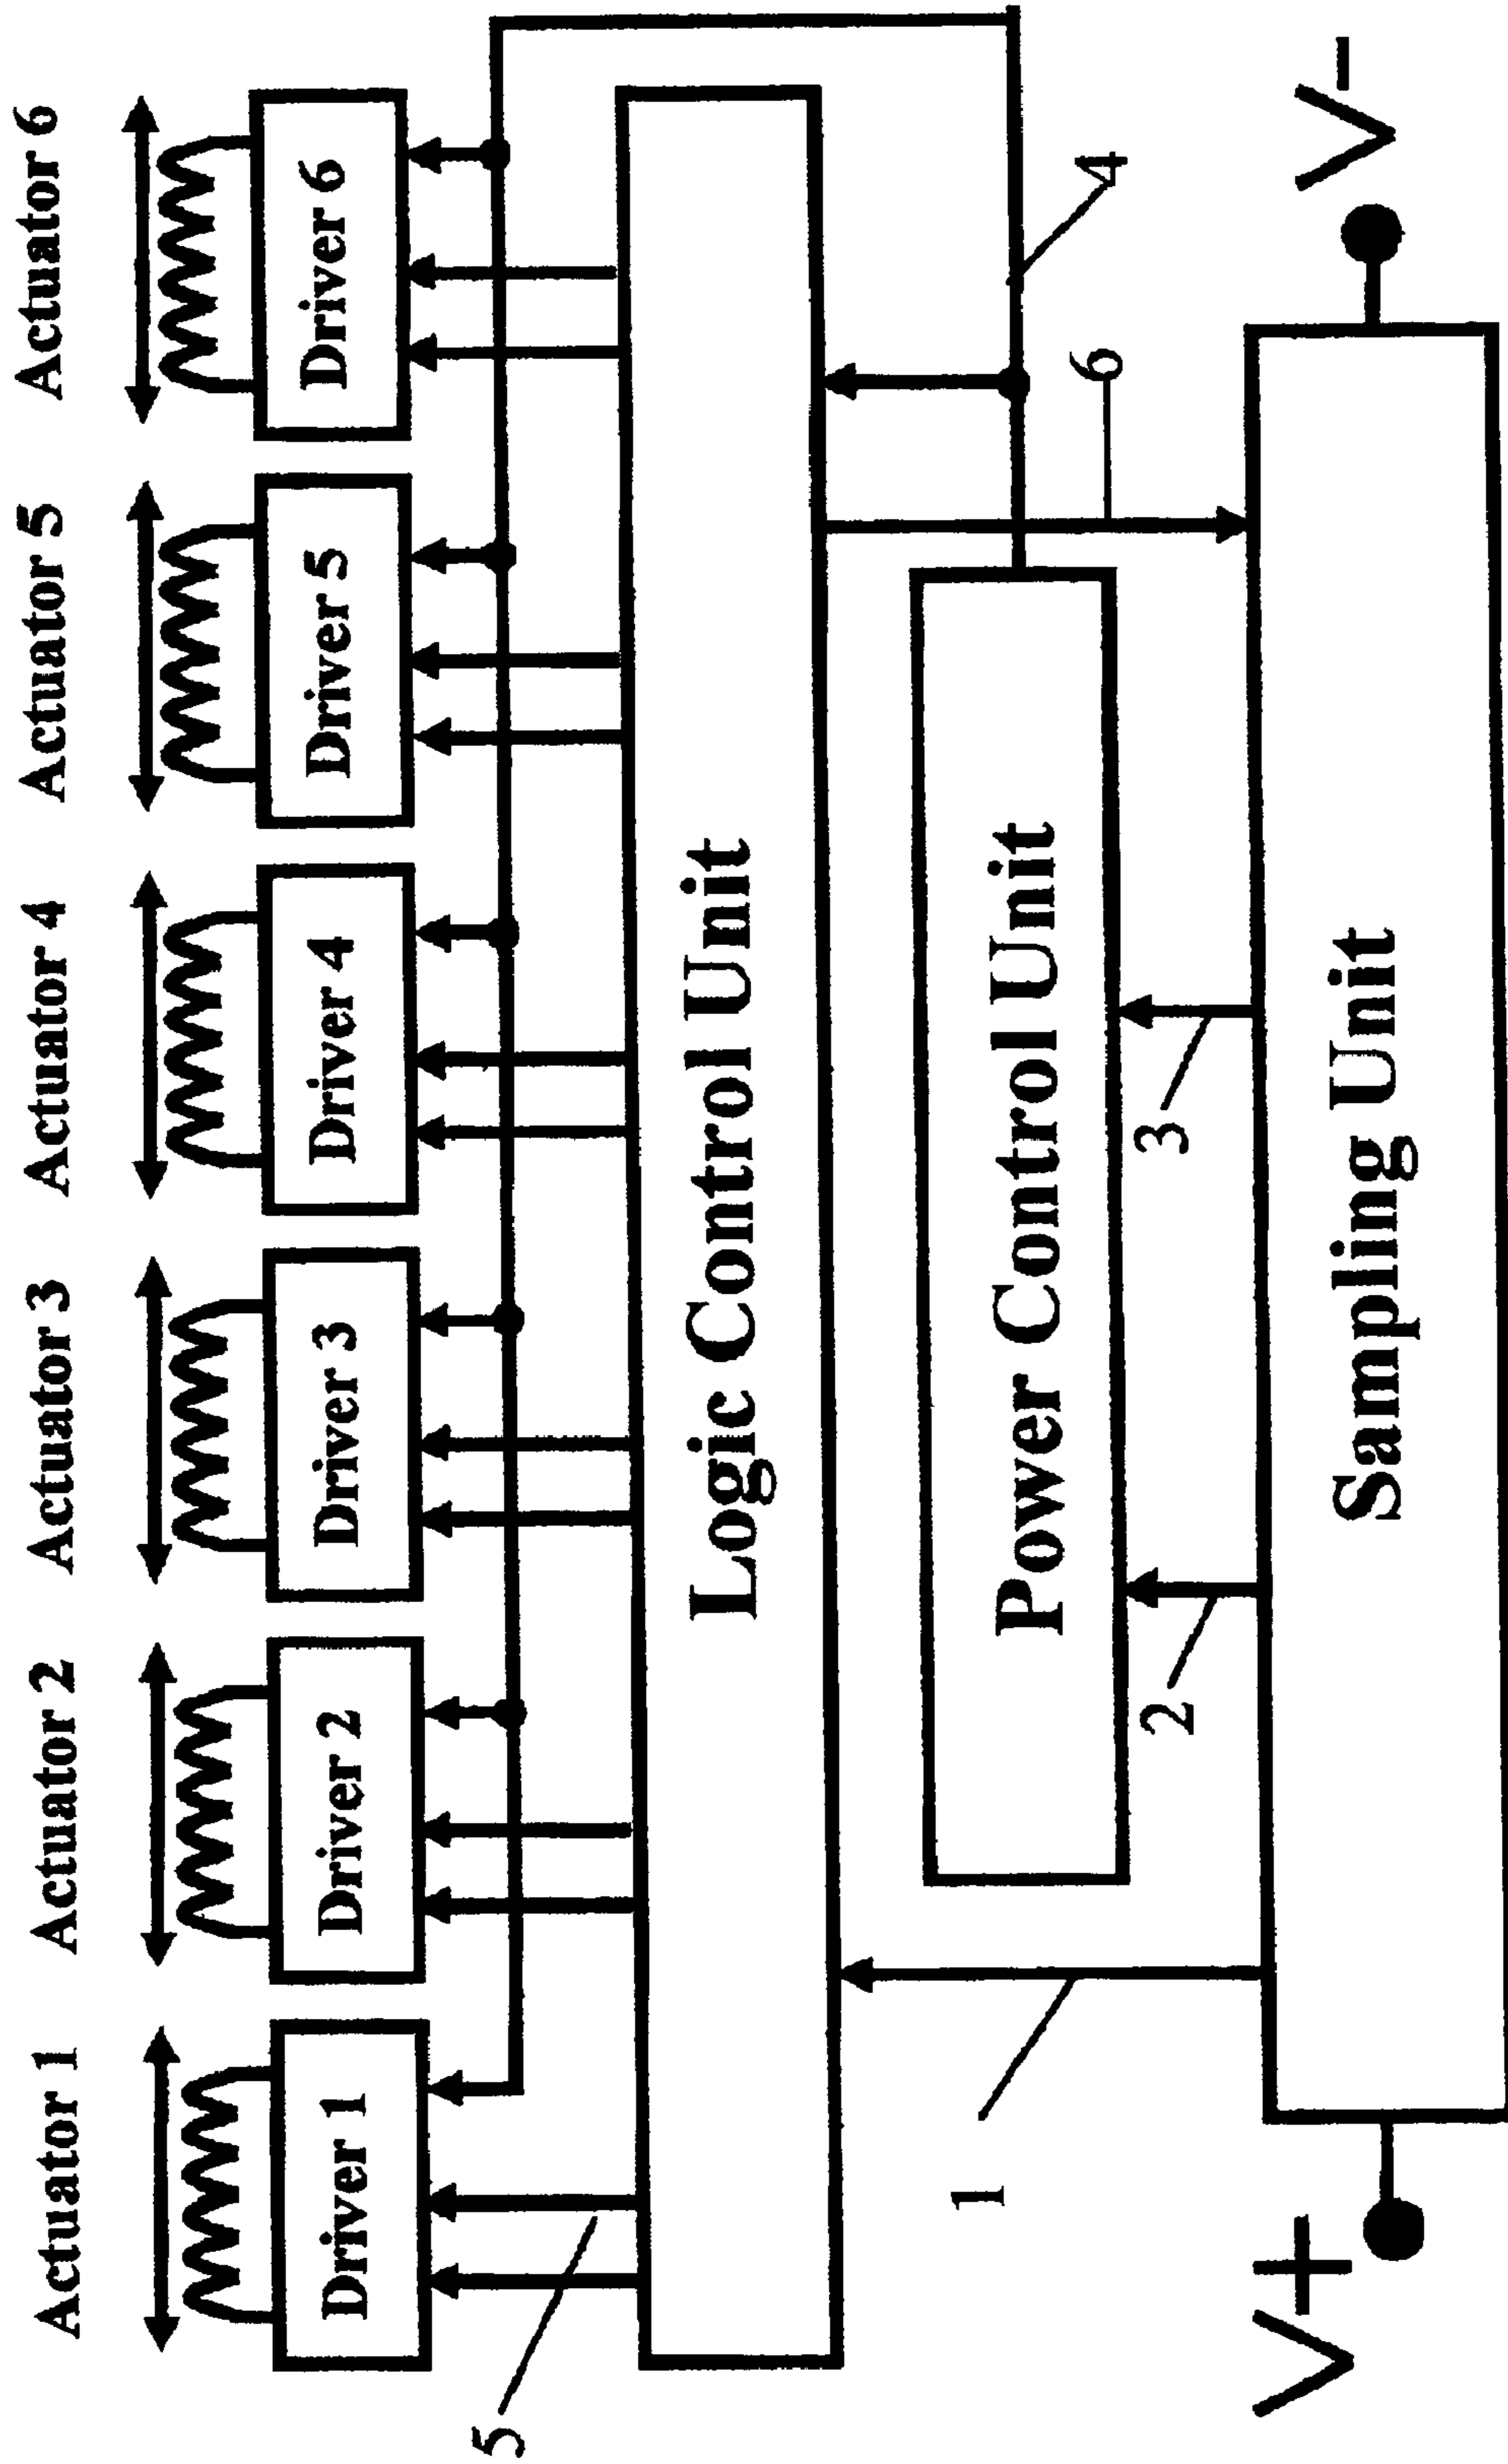 Actuator 1 Actuator 2 Actuator 3 Actuator 4 Actuator 5 Actuator 6
Driver 1 Driver 2 Driver 3 Driver 4 Driver 5 Driver 6
5
Logic Control Unit
1
Power Control Unit
4
2
3
6
V+
Sampling Unit
V-